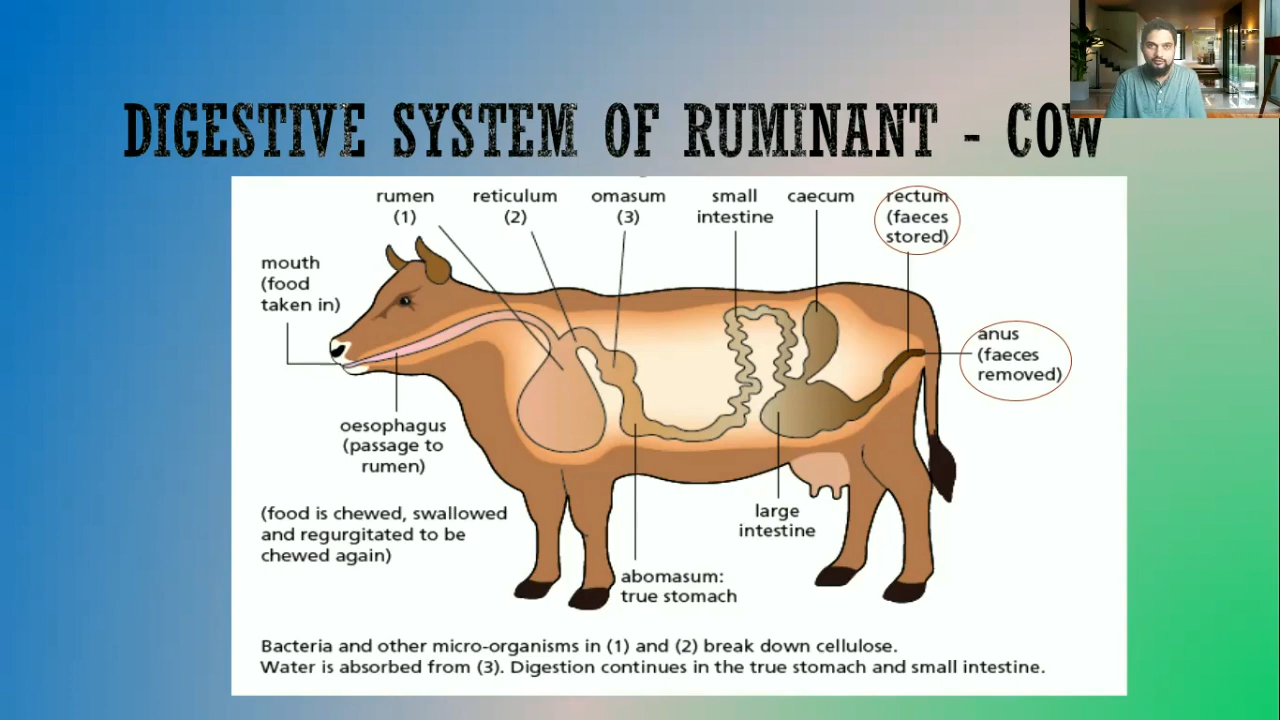 DIGESTIVE SYSTEM OF RUMINANT - COW
rumen
(1)
reticulum
(2)
omasum
(3)
small
intestine
caecum
rectum
(faeces
stored)
mouth
(food
taken in)
anus
(faeces
removed)
oesophagus
(passage to
rumen)
(food is chewed, swallowed
and regurgitated to be
chewed again)
large
intestine
abomasum:
true stomach
Bacteria and other micro-organisms in (1) and (2) break down cellulose.
Water is absorbed from (3). Digestion continues in the true stomach and small intestine.